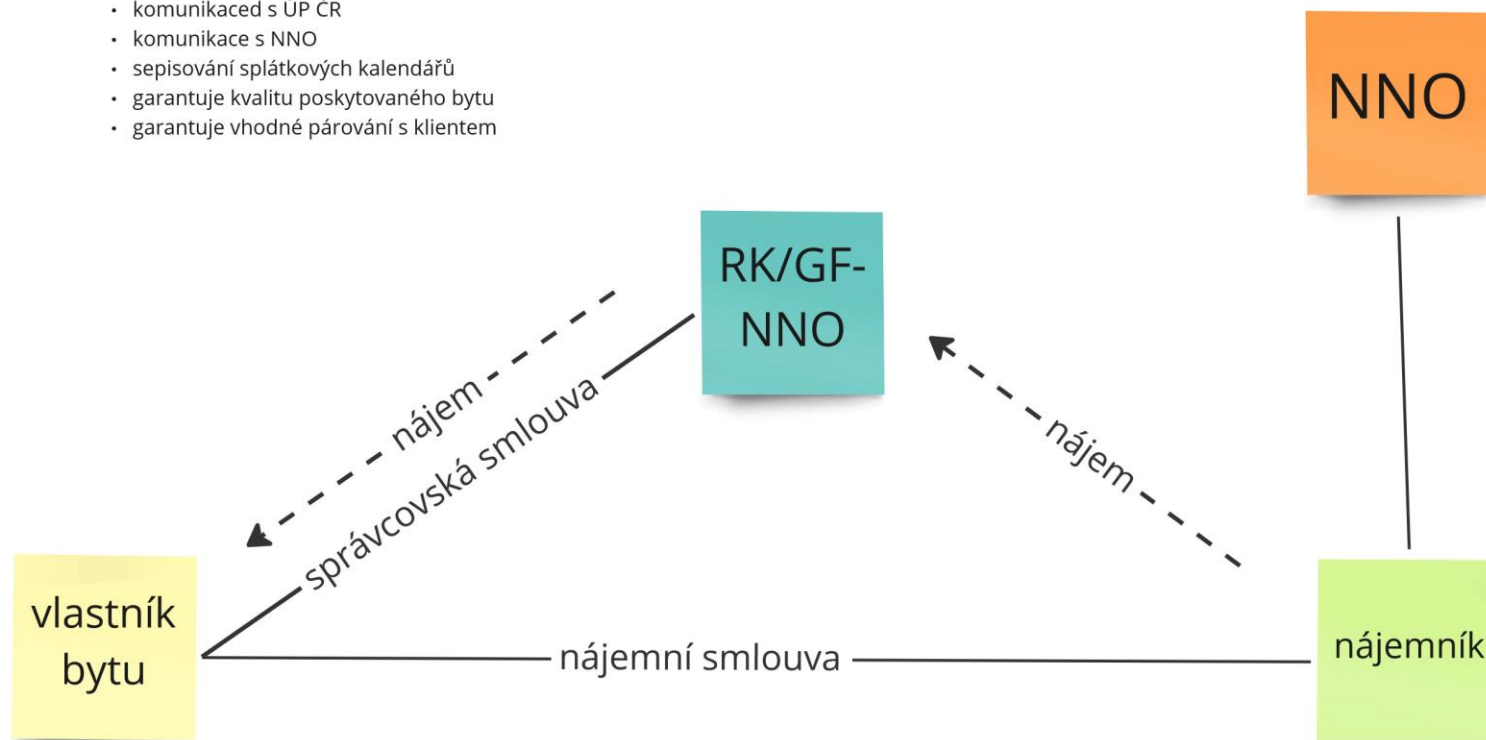 komunikaced s ÚP ČR
komunikace s NNO
sepisování splátkových kalendářů
garantuje kvalitu poskytovaného bytu
garantuje vhodné párování s klientem
NNO
RK/GF-
NNO
nájem
správcovská smlouva
nájem
vlastník
bytu
nájemní smlouva
nájemník